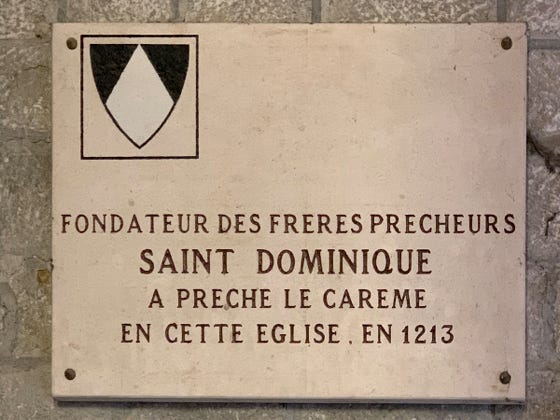 FONDATEUR DES FRERES PRECHEURS
SAINT DOMINIQUE
A PRECHE LE CAREME
EN CETTE EGLISE . EN 1213